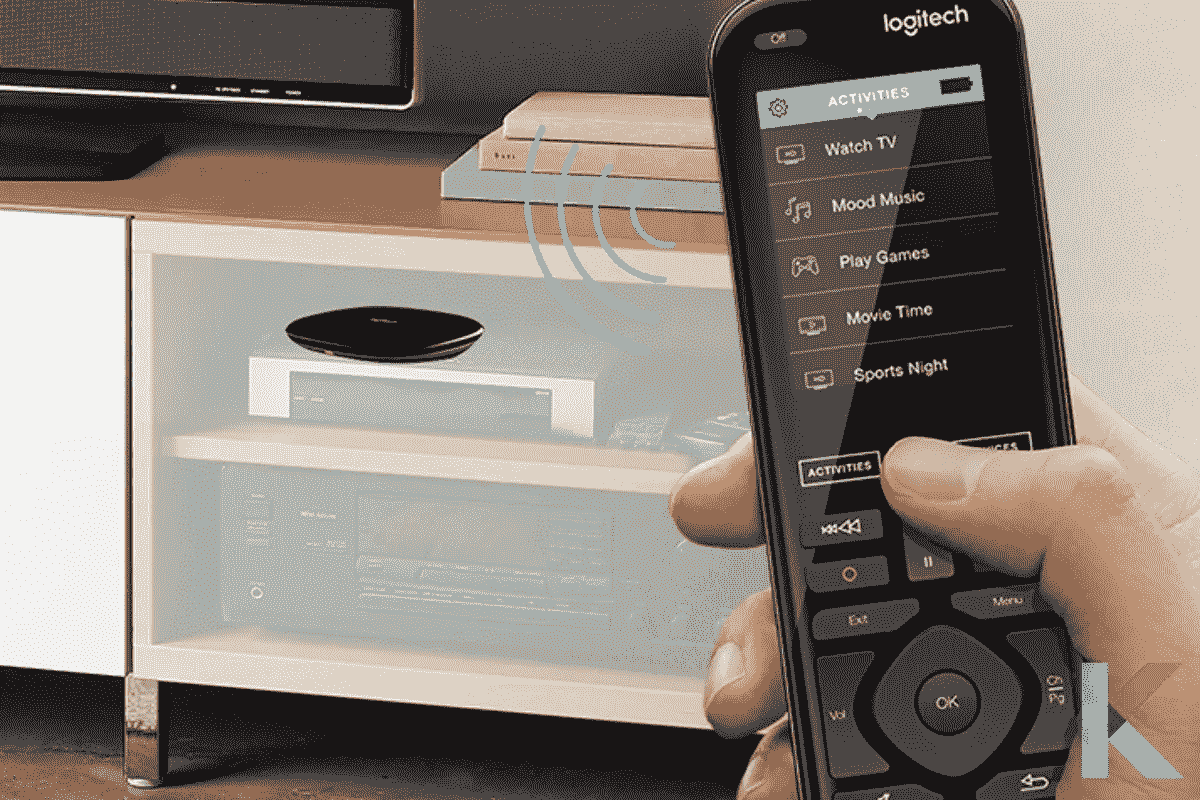 Off
logitech
ACTIVITIES
Watch TV
Mood Music
Play Games
Movie Time
Sports Night
ACTIVITIES
Exit
Menu
Vol
OK
Ch
Pg
K